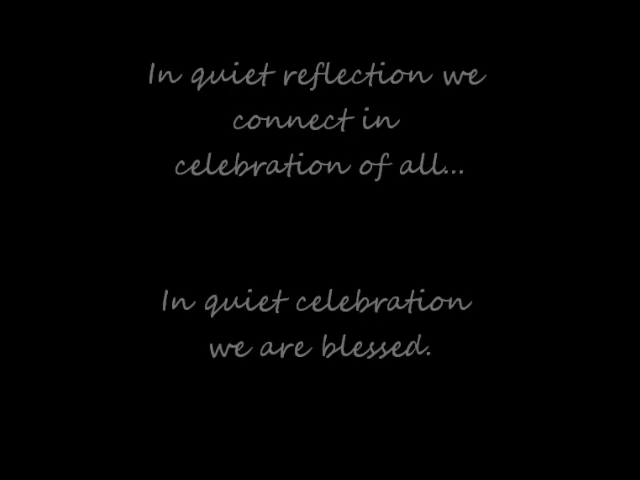 In quiet reflection we
connect in
celebration of all...
In quiet celebration
we are blessed.